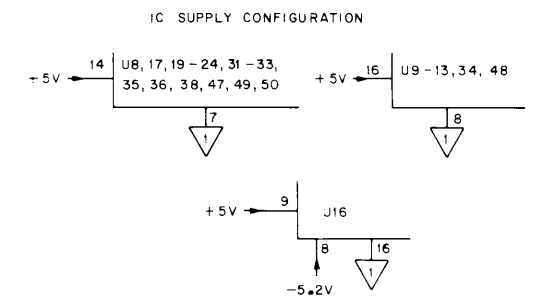 IC SUPPLY CONFIGURATION
14
U8, 17, 19-24, 31-33,
+5V
35, 36, 38, 47, 49, 50
7
1
16
U9-13, 34, 48
+5V
8
1
9
+5V
U16
8
16
1
-5.2V